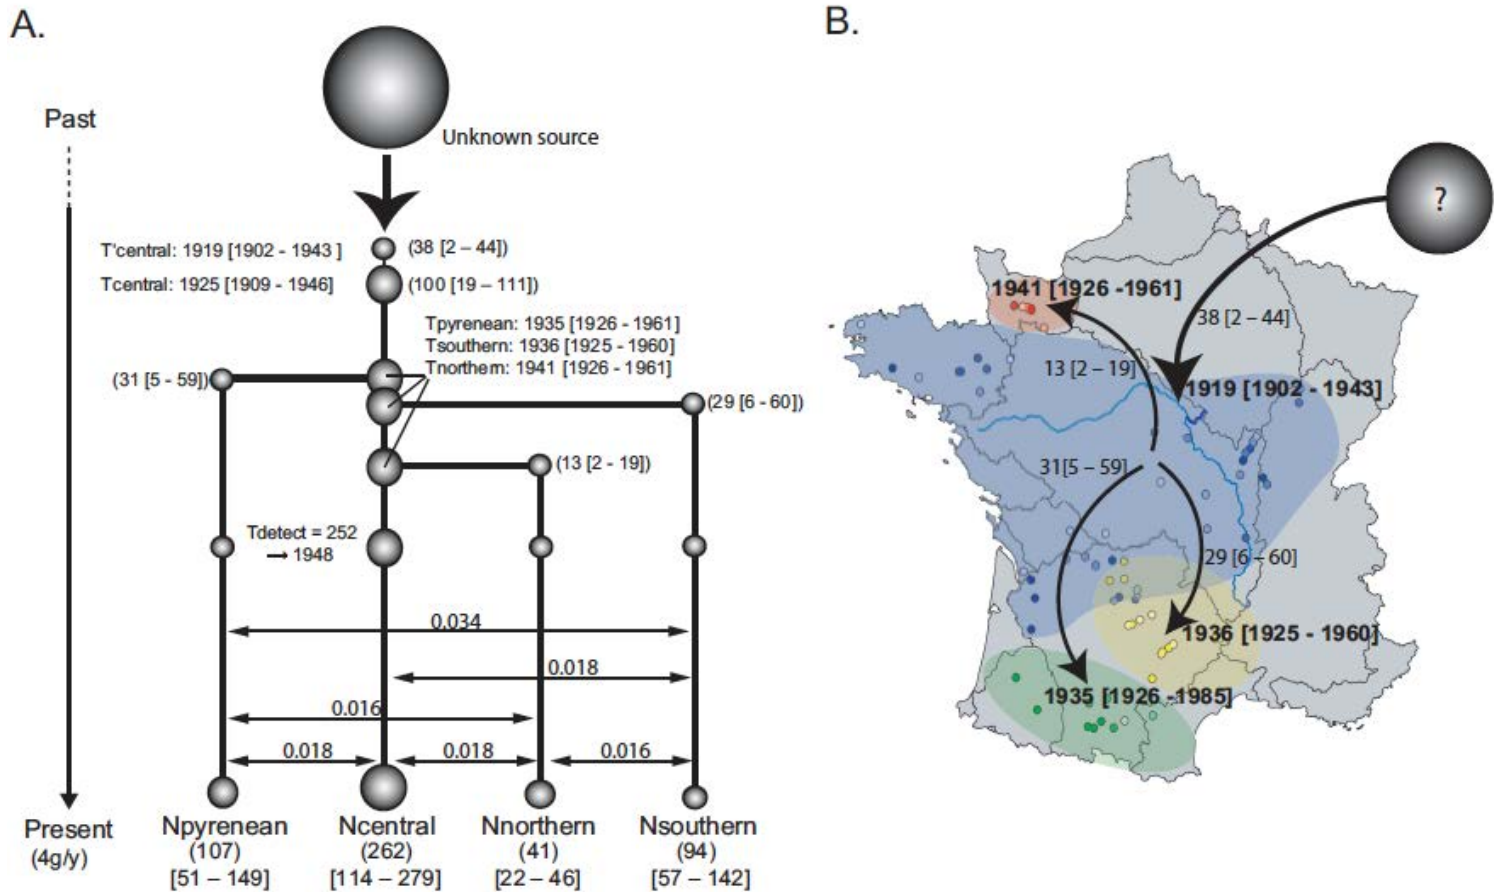 A.
Past
Unknown source
T'central: 1919 [1902 - 1943 ]
(38 [2 – 44])
Tcentral: 1925 [1909 - 1946]
(100 [19 – 111])
Tpyrenean: 1935 [1926 - 1961]
Tsouthern: 1936 [1925 - 1960]
Tnorthern: 1941 [1926 - 1961]
(31 [5 - 59])
(29 [6 - 60])
(13 [2 - 19])
Tdetect = 252
→ 1948
0.034
0.018
0.016
0.018
0.018
0.016
Present
(4g/y)
Npyrenean
(107)
[51 – 149]
Ncentral
(262)
[114 – 279]
Nnorthern
(41)
[22 – 46]
Nsouthern
(94)
[57 – 142]
B.
?
1941 [1926 -1961]
38 [2 – 44]
13 [2 – 19]
1919 [1902 - 1943]
31[5 – 59]
29 [6 – 60]
1936 [1925 - 1960]
1935 [1926 -1985]